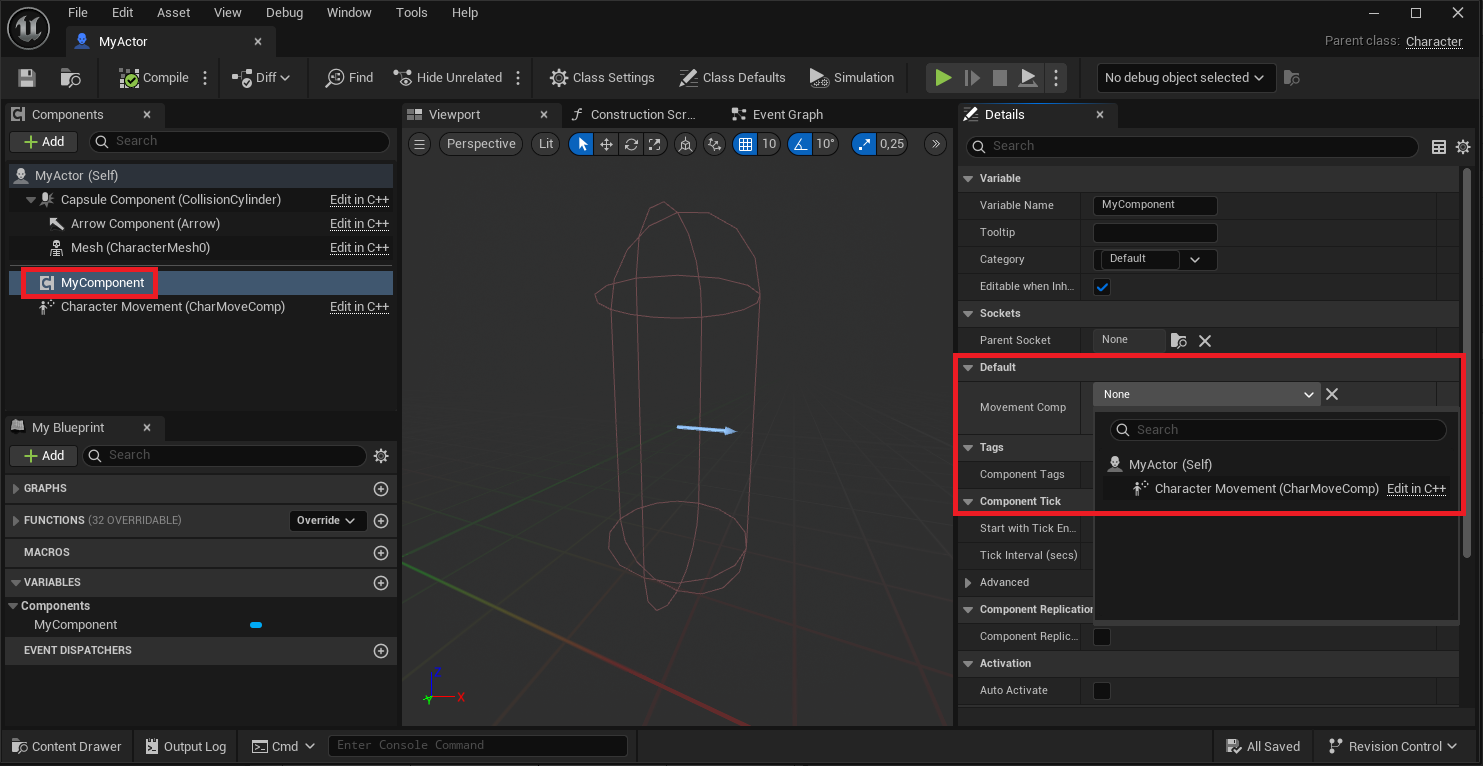 File Edit Asset View Debug Window Tools Help
MyActor
Parent class: Character
Compile Diff Find Hide Unrelated Class Settings Class Defaults Simulation No debug object selected
Components
Add Search
MyActor (Self)
Capsule Component (CollisionCylinder) Edit in C++
Arrow Component (Arrow) Edit in C++
Mesh (CharacterMesh0) Edit in C++
MyComponent
Character Movement (CharMoveComp) Edit in C++
My Blueprint
Add Search
GRAPHS
FUNCTIONS (32 OVERRIDABLE) Override
MACROS
VARIABLES
Components
MyComponent
EVENT DISPATCHERS
Viewport Construction Scr... Event Graph
Perspective Lit 10 10° 0,25
Z
X
Y
Details
Search
Variable
Variable Name MyComponent
Tooltip
Category Default
Editable when Inh...
Sockets
Parent Socket None
Default
Movement Comp None
Search
MyActor (Self)
Character Movement (CharMoveComp) Edit in C++
Tags
Component Tags
Component Tick
Start with Tick En...
Tick Interval (secs)
Advanced
Component Replication
Component Replic...
Activation
Auto Activate
Content Drawer Output Log Cmd Enter Console Command All Saved Revision Control